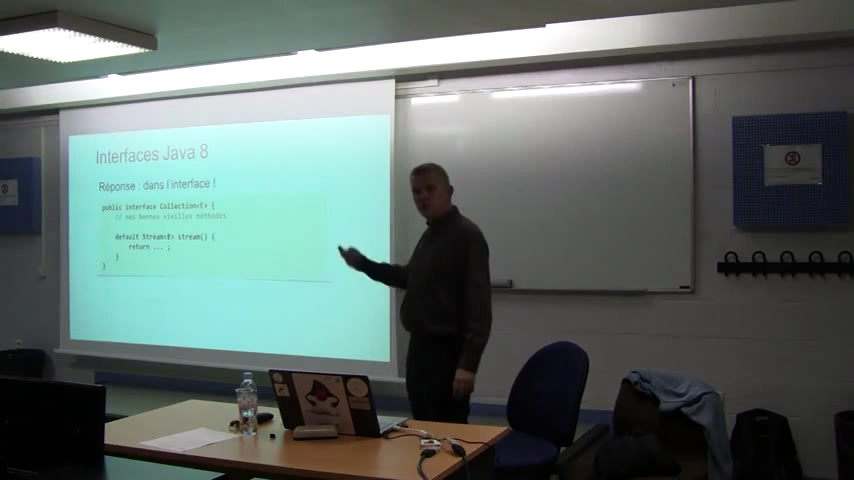 Interfaces Java 8
Réponse : dans l'interface !
public interface Collection<E> {
// nos bonnes vieilles méthodes
default Stream<E> stream() {
return ... ;
}
}